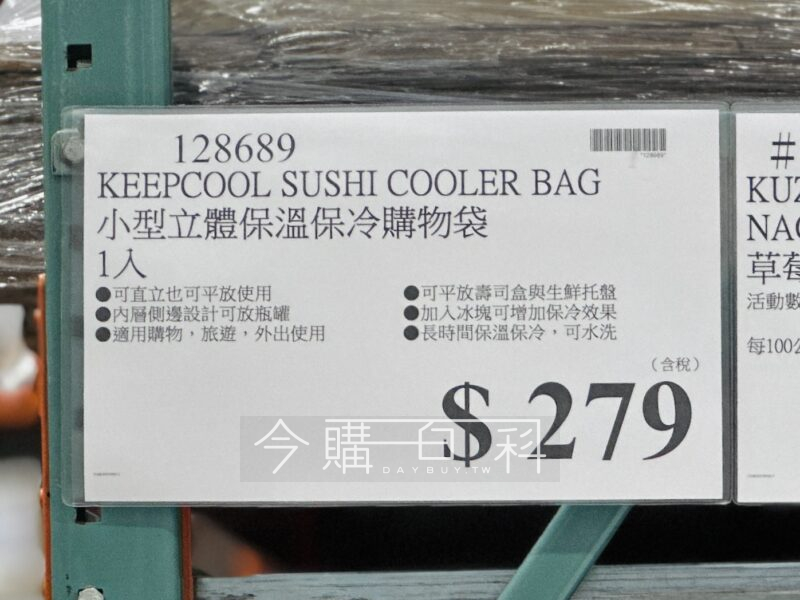 128689
"128689"
KEEPCOOL SUSHI COOLER BAG
小型立體保溫保冷購物袋
1入
●可直立也可平放使用
●內層側邊設計可放瓶罐
●適用購物，旅遊，外出使用
●可平放壽司盒與生鮮托盤
●加入冰塊可增加保冷效果
●長時間保溫保冷，可水洗
（含稅）
$ 279
今購百科
DAYBUY.TW
#
KUZ
NAG
草莓
活動數
每100公